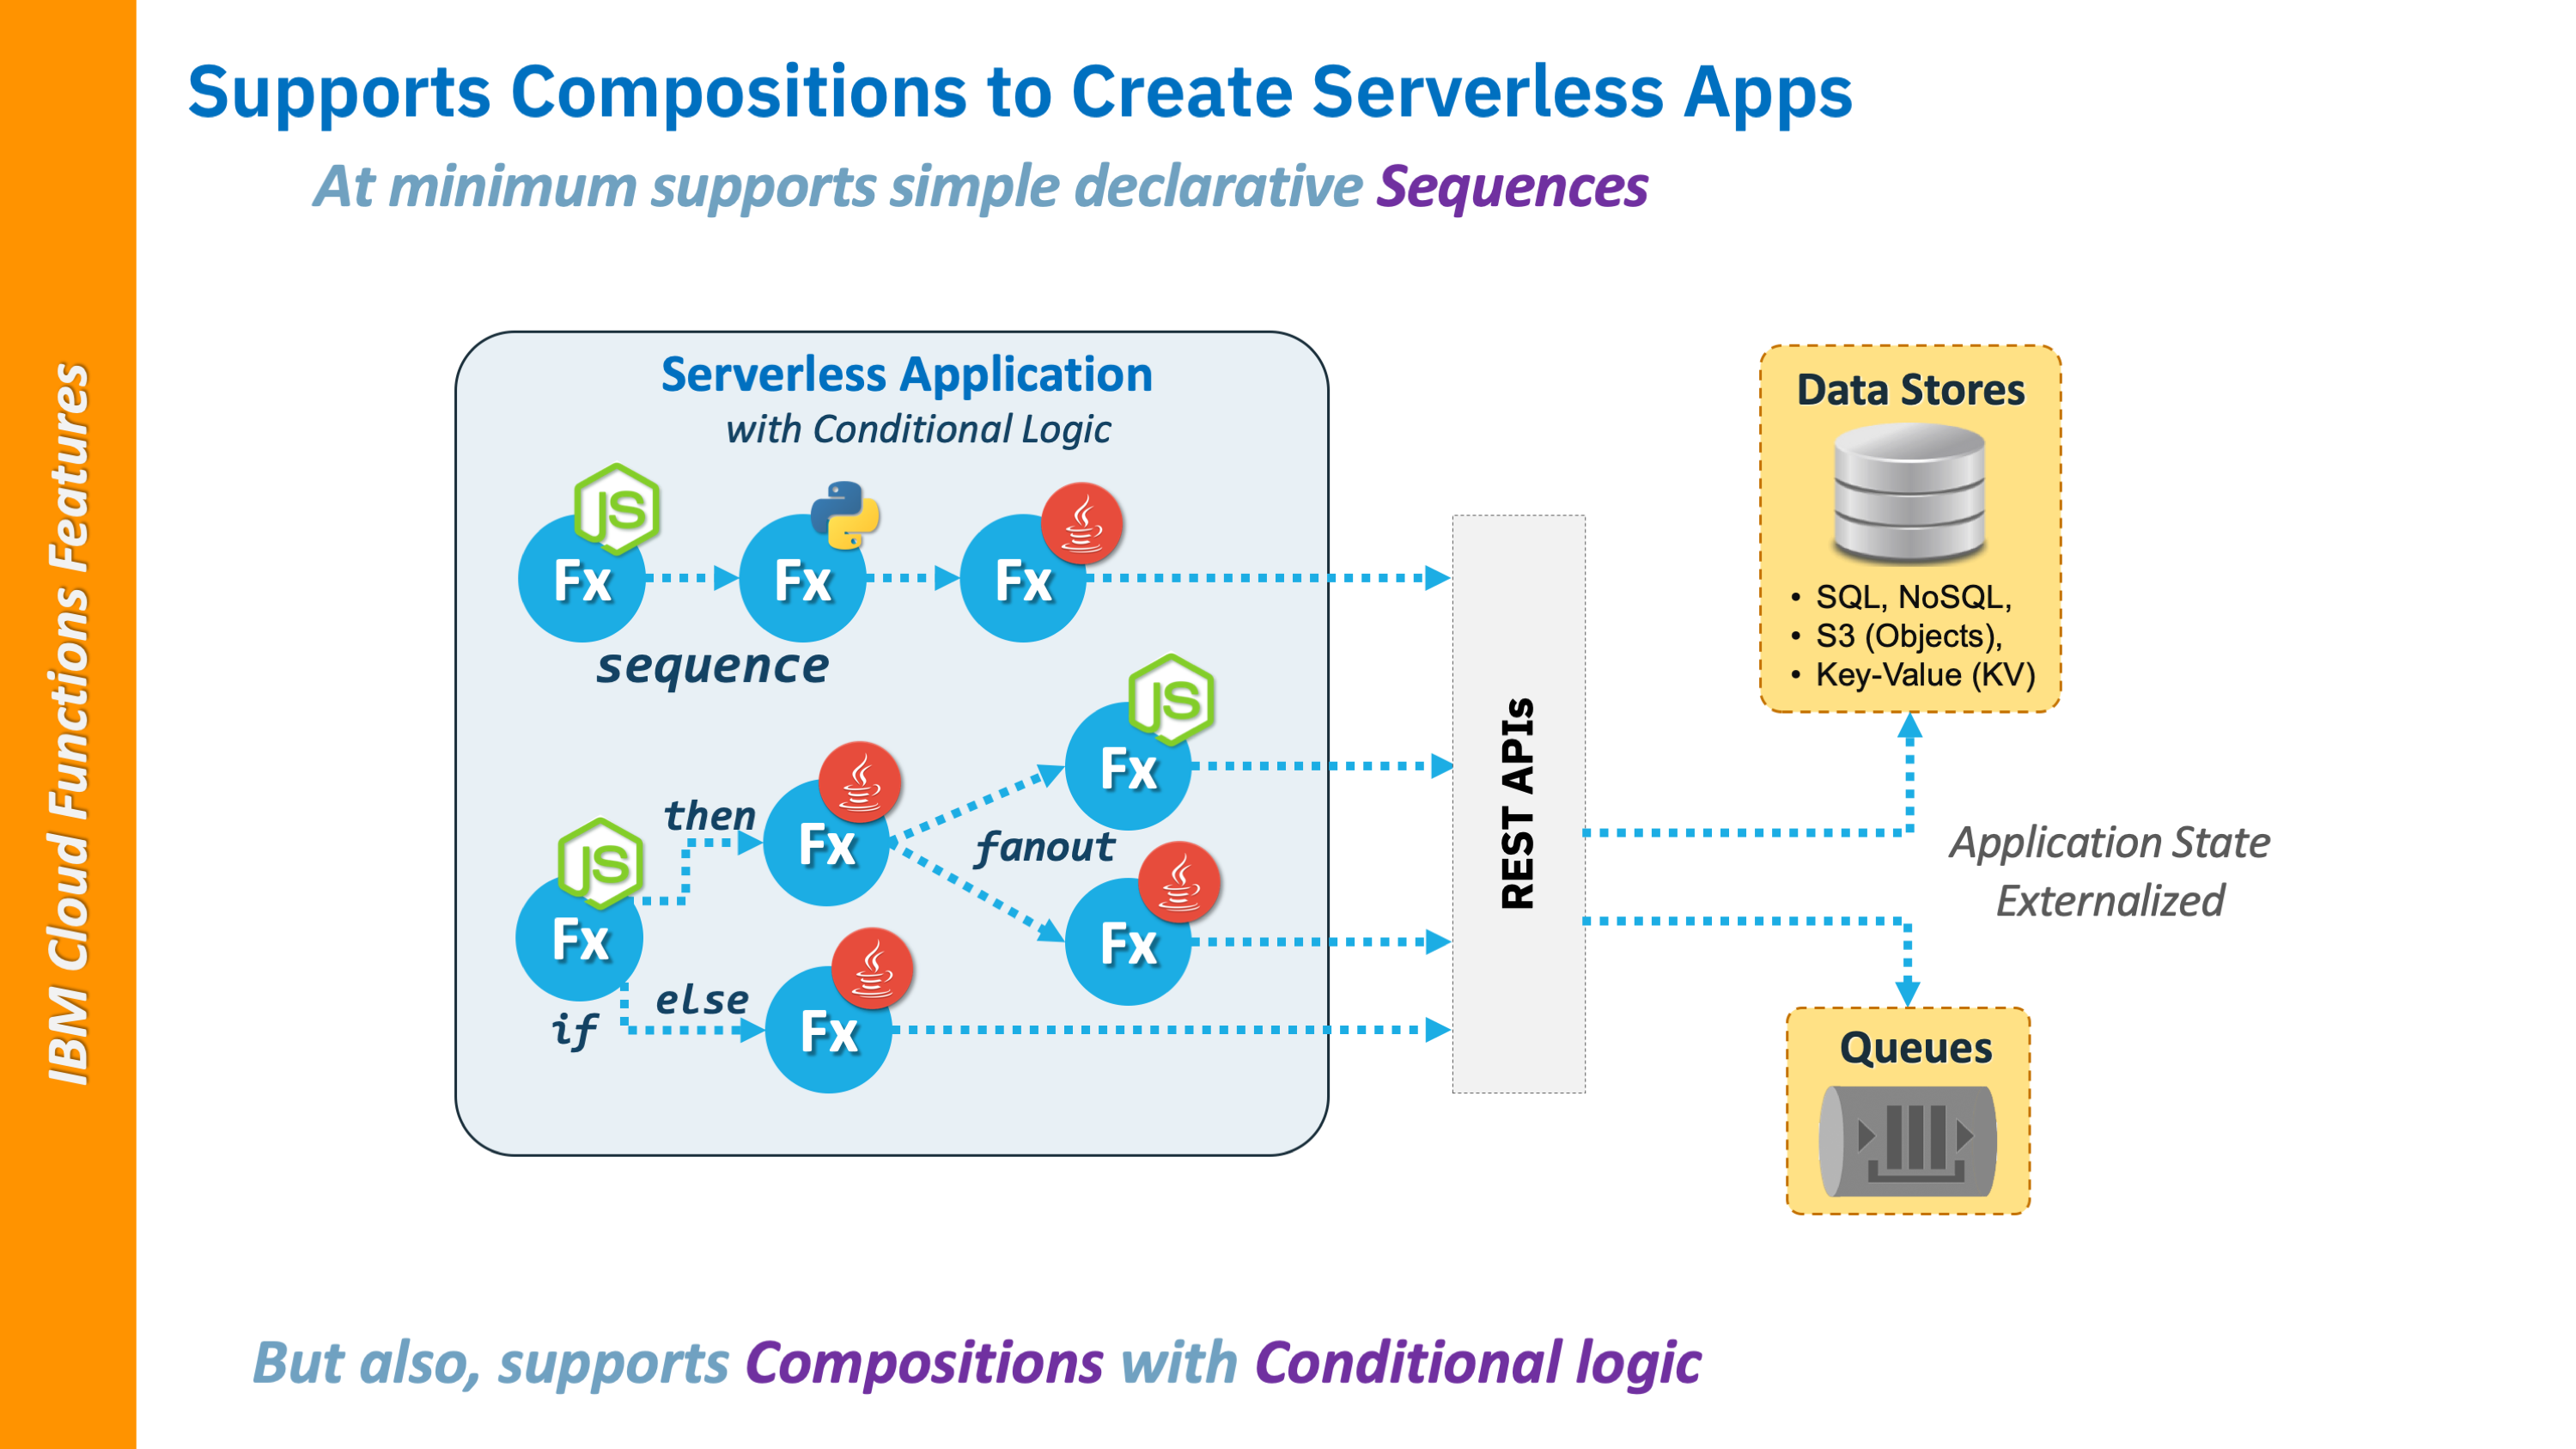 IBM Cloud Functions Features
Supports Compositions to Create Serverless Apps
At minimum supports simple declarative Sequences
Serverless Application
with Conditional Logic
JS
Fx
Fx
Fx
sequence
JS
Fx
then
Fx
fanout
JS
Fx
Fx
else
if
Fx
REST APIs
Data Stores
• SQL, NoSQL,
• S3 (Objects),
• Key-Value (KV)
Application State
Externalized
Queues
But also, supports Compositions with Conditional logic